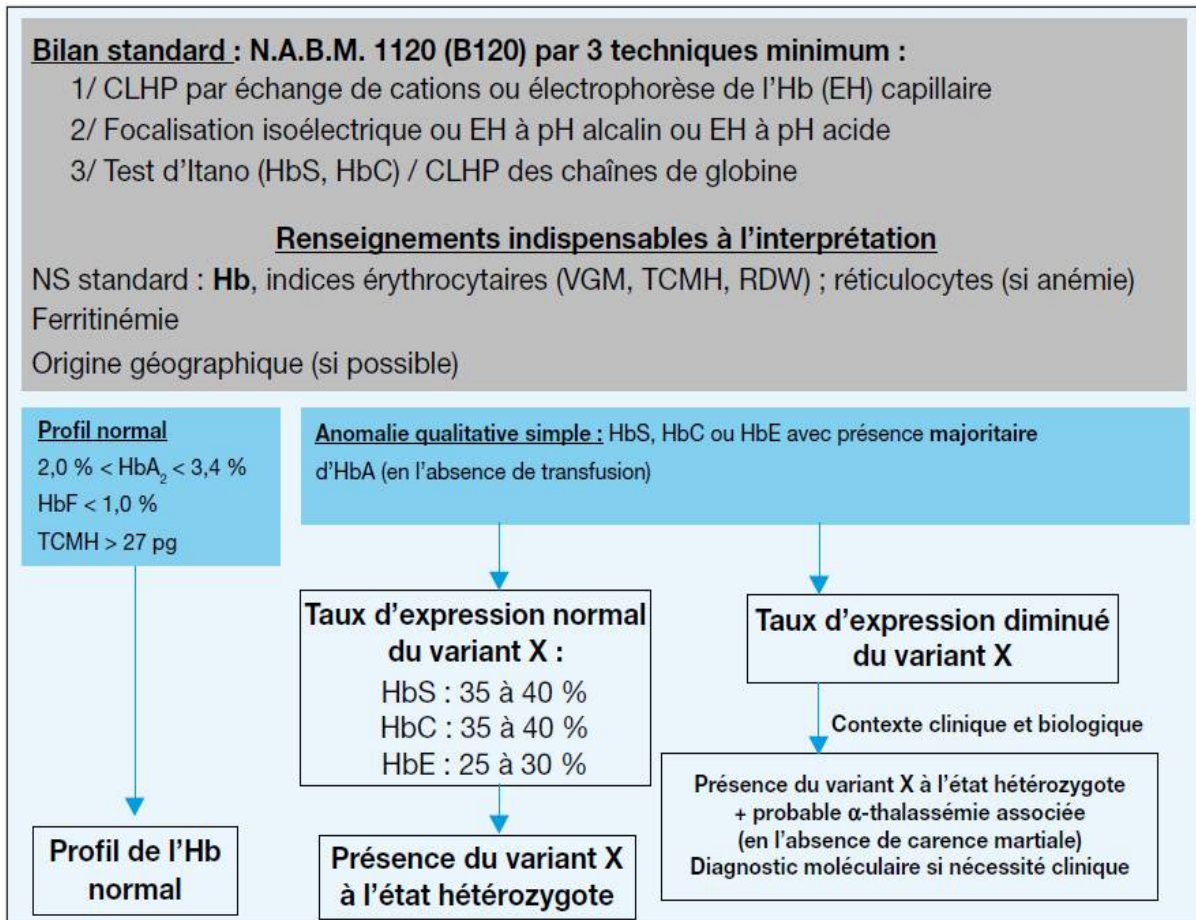 Bilan standard : N.A.B.M. 1120 (B120) par 3 techniques minimum :
1/ CLHP par échange de cations ou électrophorèse de l'Hb (EH) capillaire
2/ Focalisation isoélectrique ou EH à pH alcalin ou EH à pH acide
3/ Test d'Itano (HbS, HbC) / CLHP des chaînes de globine
Renseignements indispensables à l'interprétation
NS standard : Hb, indices érythrocytaires (VGM, TCMH, RDW) ; réticulocytes (si anémie)
Ferritinémie
Origine géographique (si possible)
Profil normal
2,0 % < HbA₂ < 3,4 %
HbF < 1,0 %
TCMH > 27 pg
Anomalie qualitative simple : HbS, HbC ou HbE avec présence majoritaire
d'HbA (en l'absence de transfusion)
Taux d'expression normal
du variant X :
HbS : 35 à 40 %
HbC : 35 à 40 %
HbE : 25 à 30 %
Taux d'expression diminué
du variant X
Contexte clinique et biologique
Profil de l'Hb
normal
Présence du variant X
à l'état hétérozygote
Présence du variant X à l'état hétérozygote
+ probable α-thalassémie associée
(en l'absence de carence martiale)
Diagnostic moléculaire si nécessité clinique